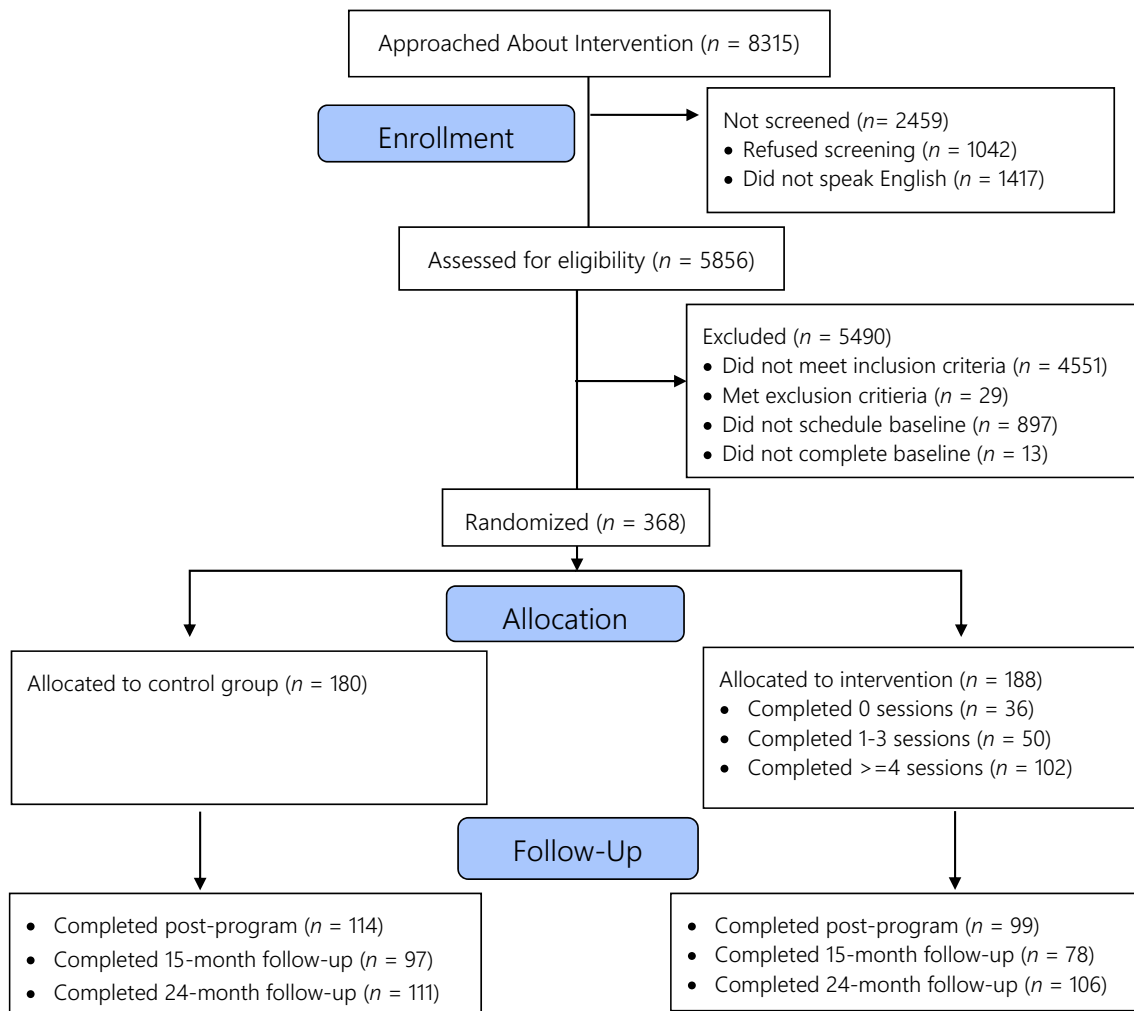 Approached About Intervention (n = 8315)
Enrollment
Not screened (n= 2459)
• Refused screening (n = 1042)
• Did not speak English (n = 1417)
Assessed for eligibility (n = 5856)
Excluded (n = 5490)
• Did not meet inclusion criteria (n = 4551)
• Met exclusion critieria (n = 29)
• Did not schedule baseline (n = 897)
• Did not complete baseline (n = 13)
Randomized (n = 368)
Allocation
Allocated to control group (n = 180)
Allocated to intervention (n = 188)
• Completed 0 sessions (n = 36)
• Completed 1-3 sessions (n = 50)
• Completed >=4 sessions (n = 102)
Follow-Up
• Completed post-program (n = 114)
• Completed 15-month follow-up (n = 97)
• Completed 24-month follow-up (n = 111)
• Completed post-program (n = 99)
• Completed 15-month follow-up (n = 78)
• Completed 24-month follow-up (n = 106)